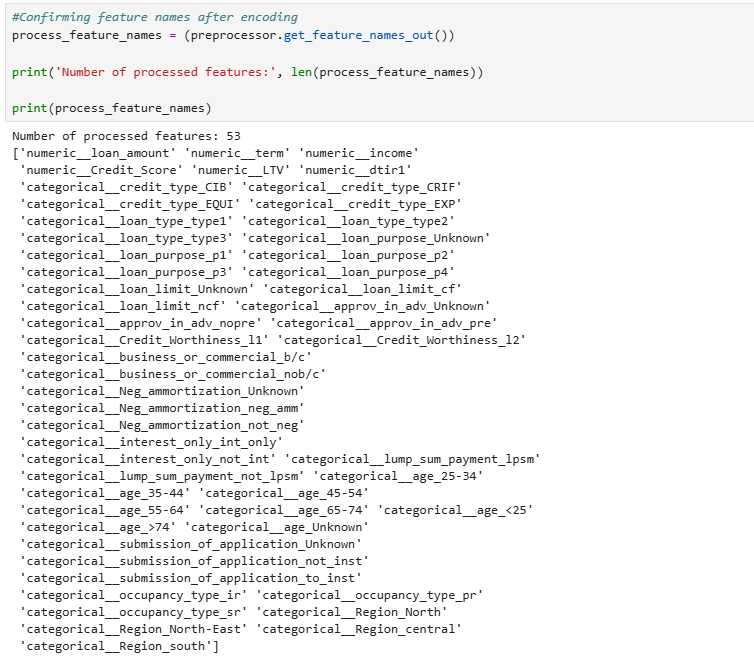 #Confirming feature names after encoding
process_feature_names = (preprocessor.get_feature_names_out())
print('Number of processed features:', len(process_feature_names))
print(process_feature_names)
Number of processed features: 53
['numeric__loan_amount' 'numeric__term' 'numeric__income'
'numeric__Credit_Score' 'numeric__LTV' 'numeric__dtir1'
'categorical__credit_type_CIB' 'categorical__credit_type_CRIF'
'categorical__credit_type_EQUI' 'categorical__credit_type_EXP'
'categorical__loan_type_type1' 'categorical__loan_type_type2'
'categorical__loan_type_type3' 'categorical__loan_purpose_Unknown'
'categorical__loan_purpose_p1' 'categorical__loan_purpose_p2'
'categorical__loan_purpose_p3' 'categorical__loan_purpose_p4'
'categorical__loan_limit_Unknown' 'categorical__loan_limit_cf'
'categorical__loan_limit_ncf' 'categorical__approv_in_adv_Unknown'
'categorical__approv_in_adv_nopre' 'categorical__approv_in_adv_pre'
'categorical__Credit_Worthiness_l1' 'categorical__Credit_Worthiness_l2'
'categorical__business_or_commercial_b/c'
'categorical__business_or_commercial_nob/c'
'categorical__Neg_ammortization_Unknown'
'categorical__Neg_ammortization_neg_amm'
'categorical__Neg_ammortization_not_neg'
'categorical__interest_only_int_only'
'categorical__interest_only_not_int' 'categorical__lump_sum_payment_lpsm'
'categorical__lump_sum_payment_not_lpsm' 'categorical__age_25-34'
'categorical__age_35-44' 'categorical__age_45-54'
'categorical__age_55-64' 'categorical__age_65-74' 'categorical__age_<25'
'categorical__age_>74' 'categorical__age_Unknown'
'categorical__submission_of_application_Unknown'
'categorical__submission_of_application_not_inst'
'categorical__submission_of_application_to_inst'
'categorical__occupancy_type_ir' 'categorical__occupancy_type_pr'
'categorical__occupancy_type_sr' 'categorical__Region_North'
'categorical__Region_North-East' 'categorical__Region_central'
'categorical__Region_south']